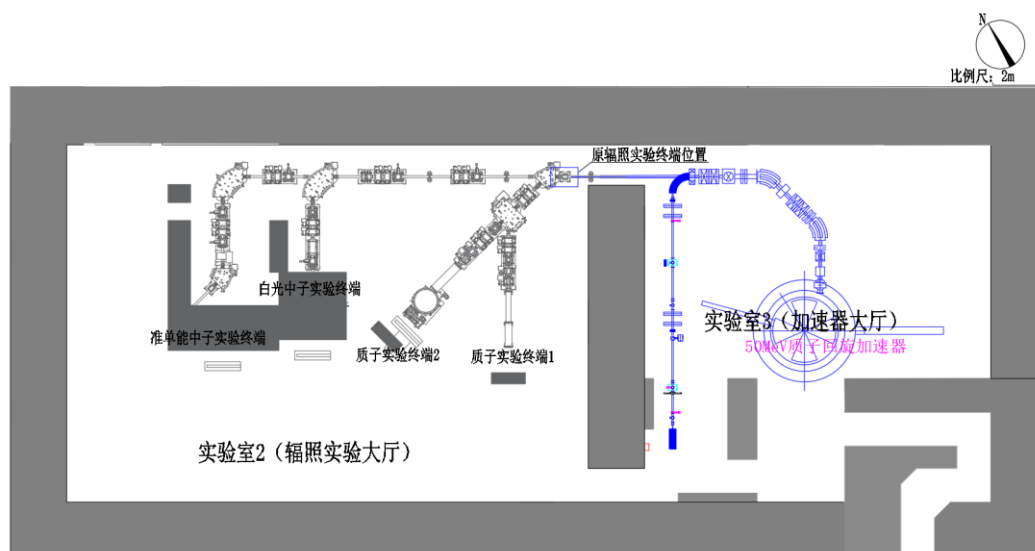 N
比例尺：2m
原辐照实验终端位置
白光中子实验终端
准单能中子实验终端
质子实验终端2
质子实验终端1
实验室3（加速器大厅）
50MeV质子回旋加速器
实验室2（辐照实验大厅）